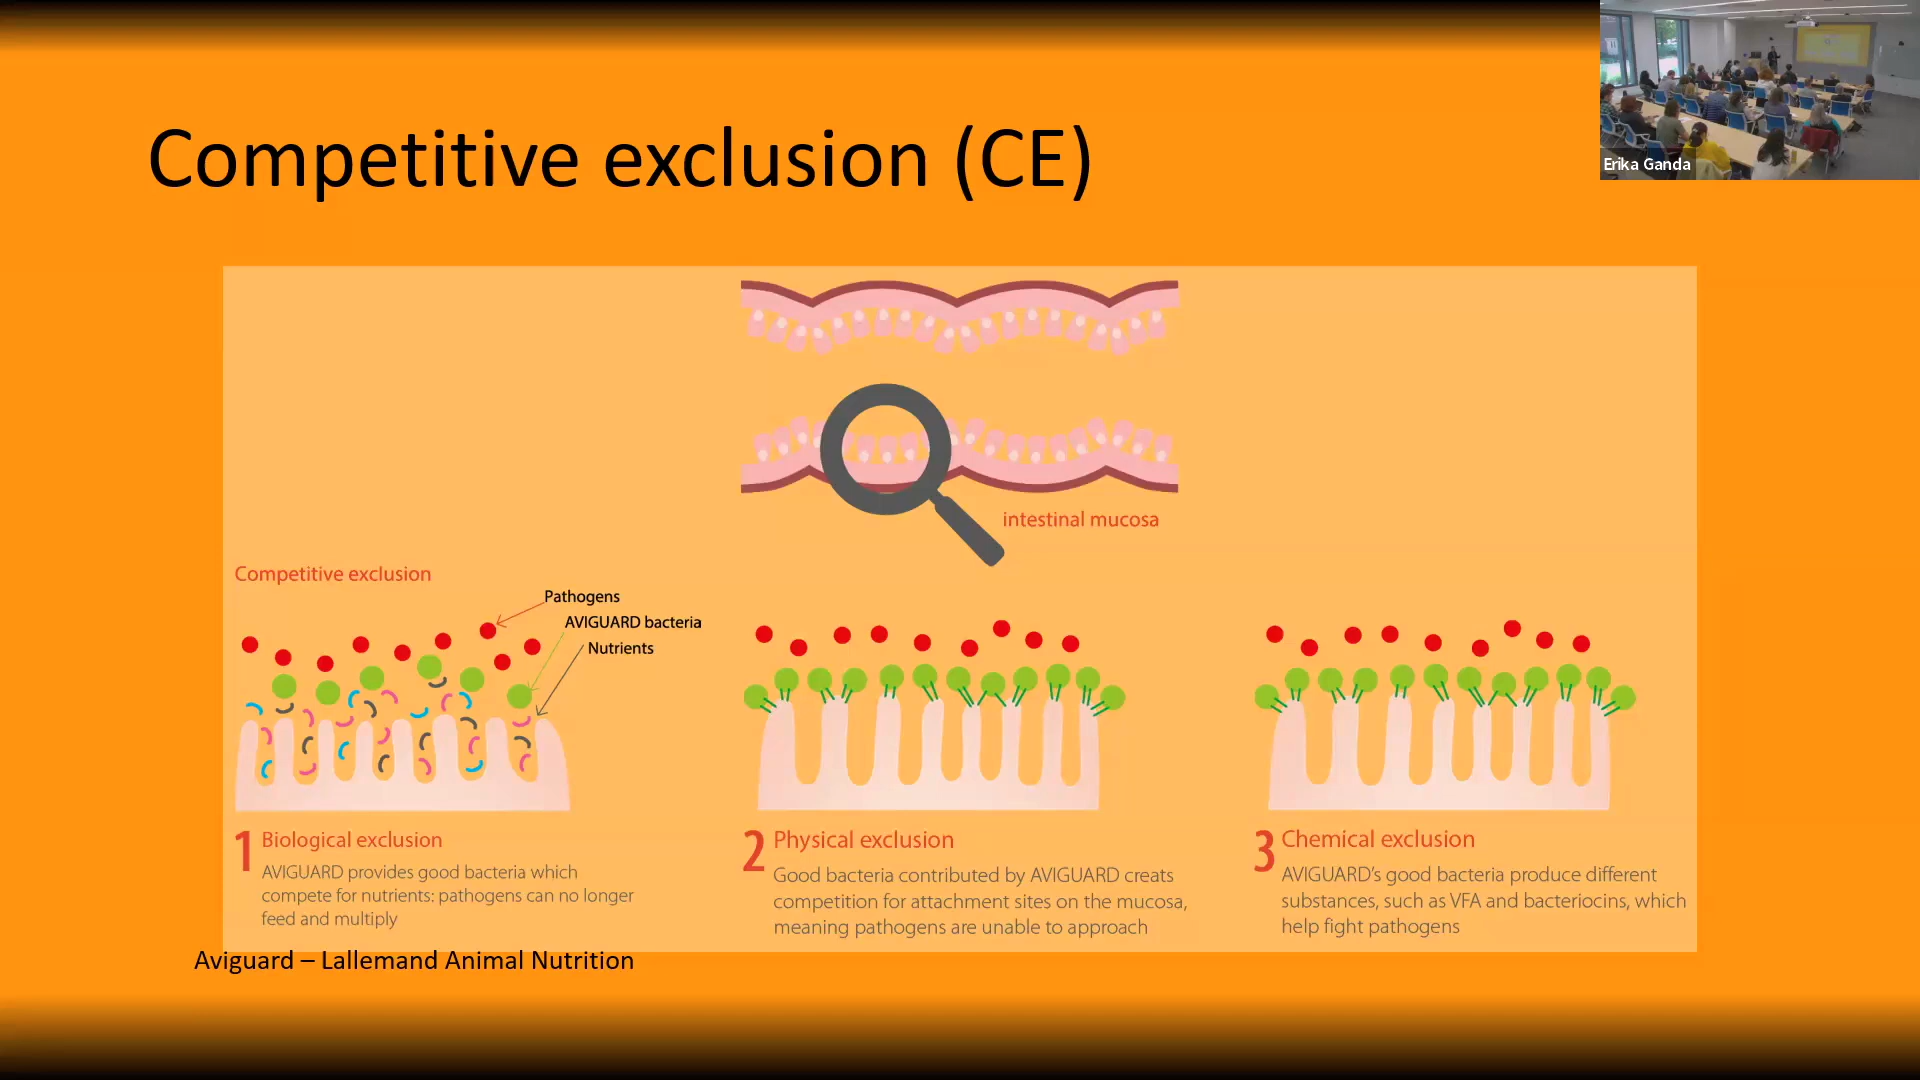 Competitive exclusion (CE)
Erika Ganda
intestinal mucosa
Competitive exclusion
Pathogens
AVIGUARD bacteria
Nutrients
1 Biological exclusion
AVIGUARD provides good bacteria which
compete for nutrients: pathogens can no longer
feed and multiply
2 Physical exclusion
Good bacteria contributed by AVIGUARD creats
competition for attachment sites on the mucosa,
meaning pathogens are unable to approach
3 Chemical exclusion
AVIGUARD's good bacteria produce different
substances, such as VFA and bacteriocins, which
help fight pathogens
Aviguard – Lallemand Animal Nutrition